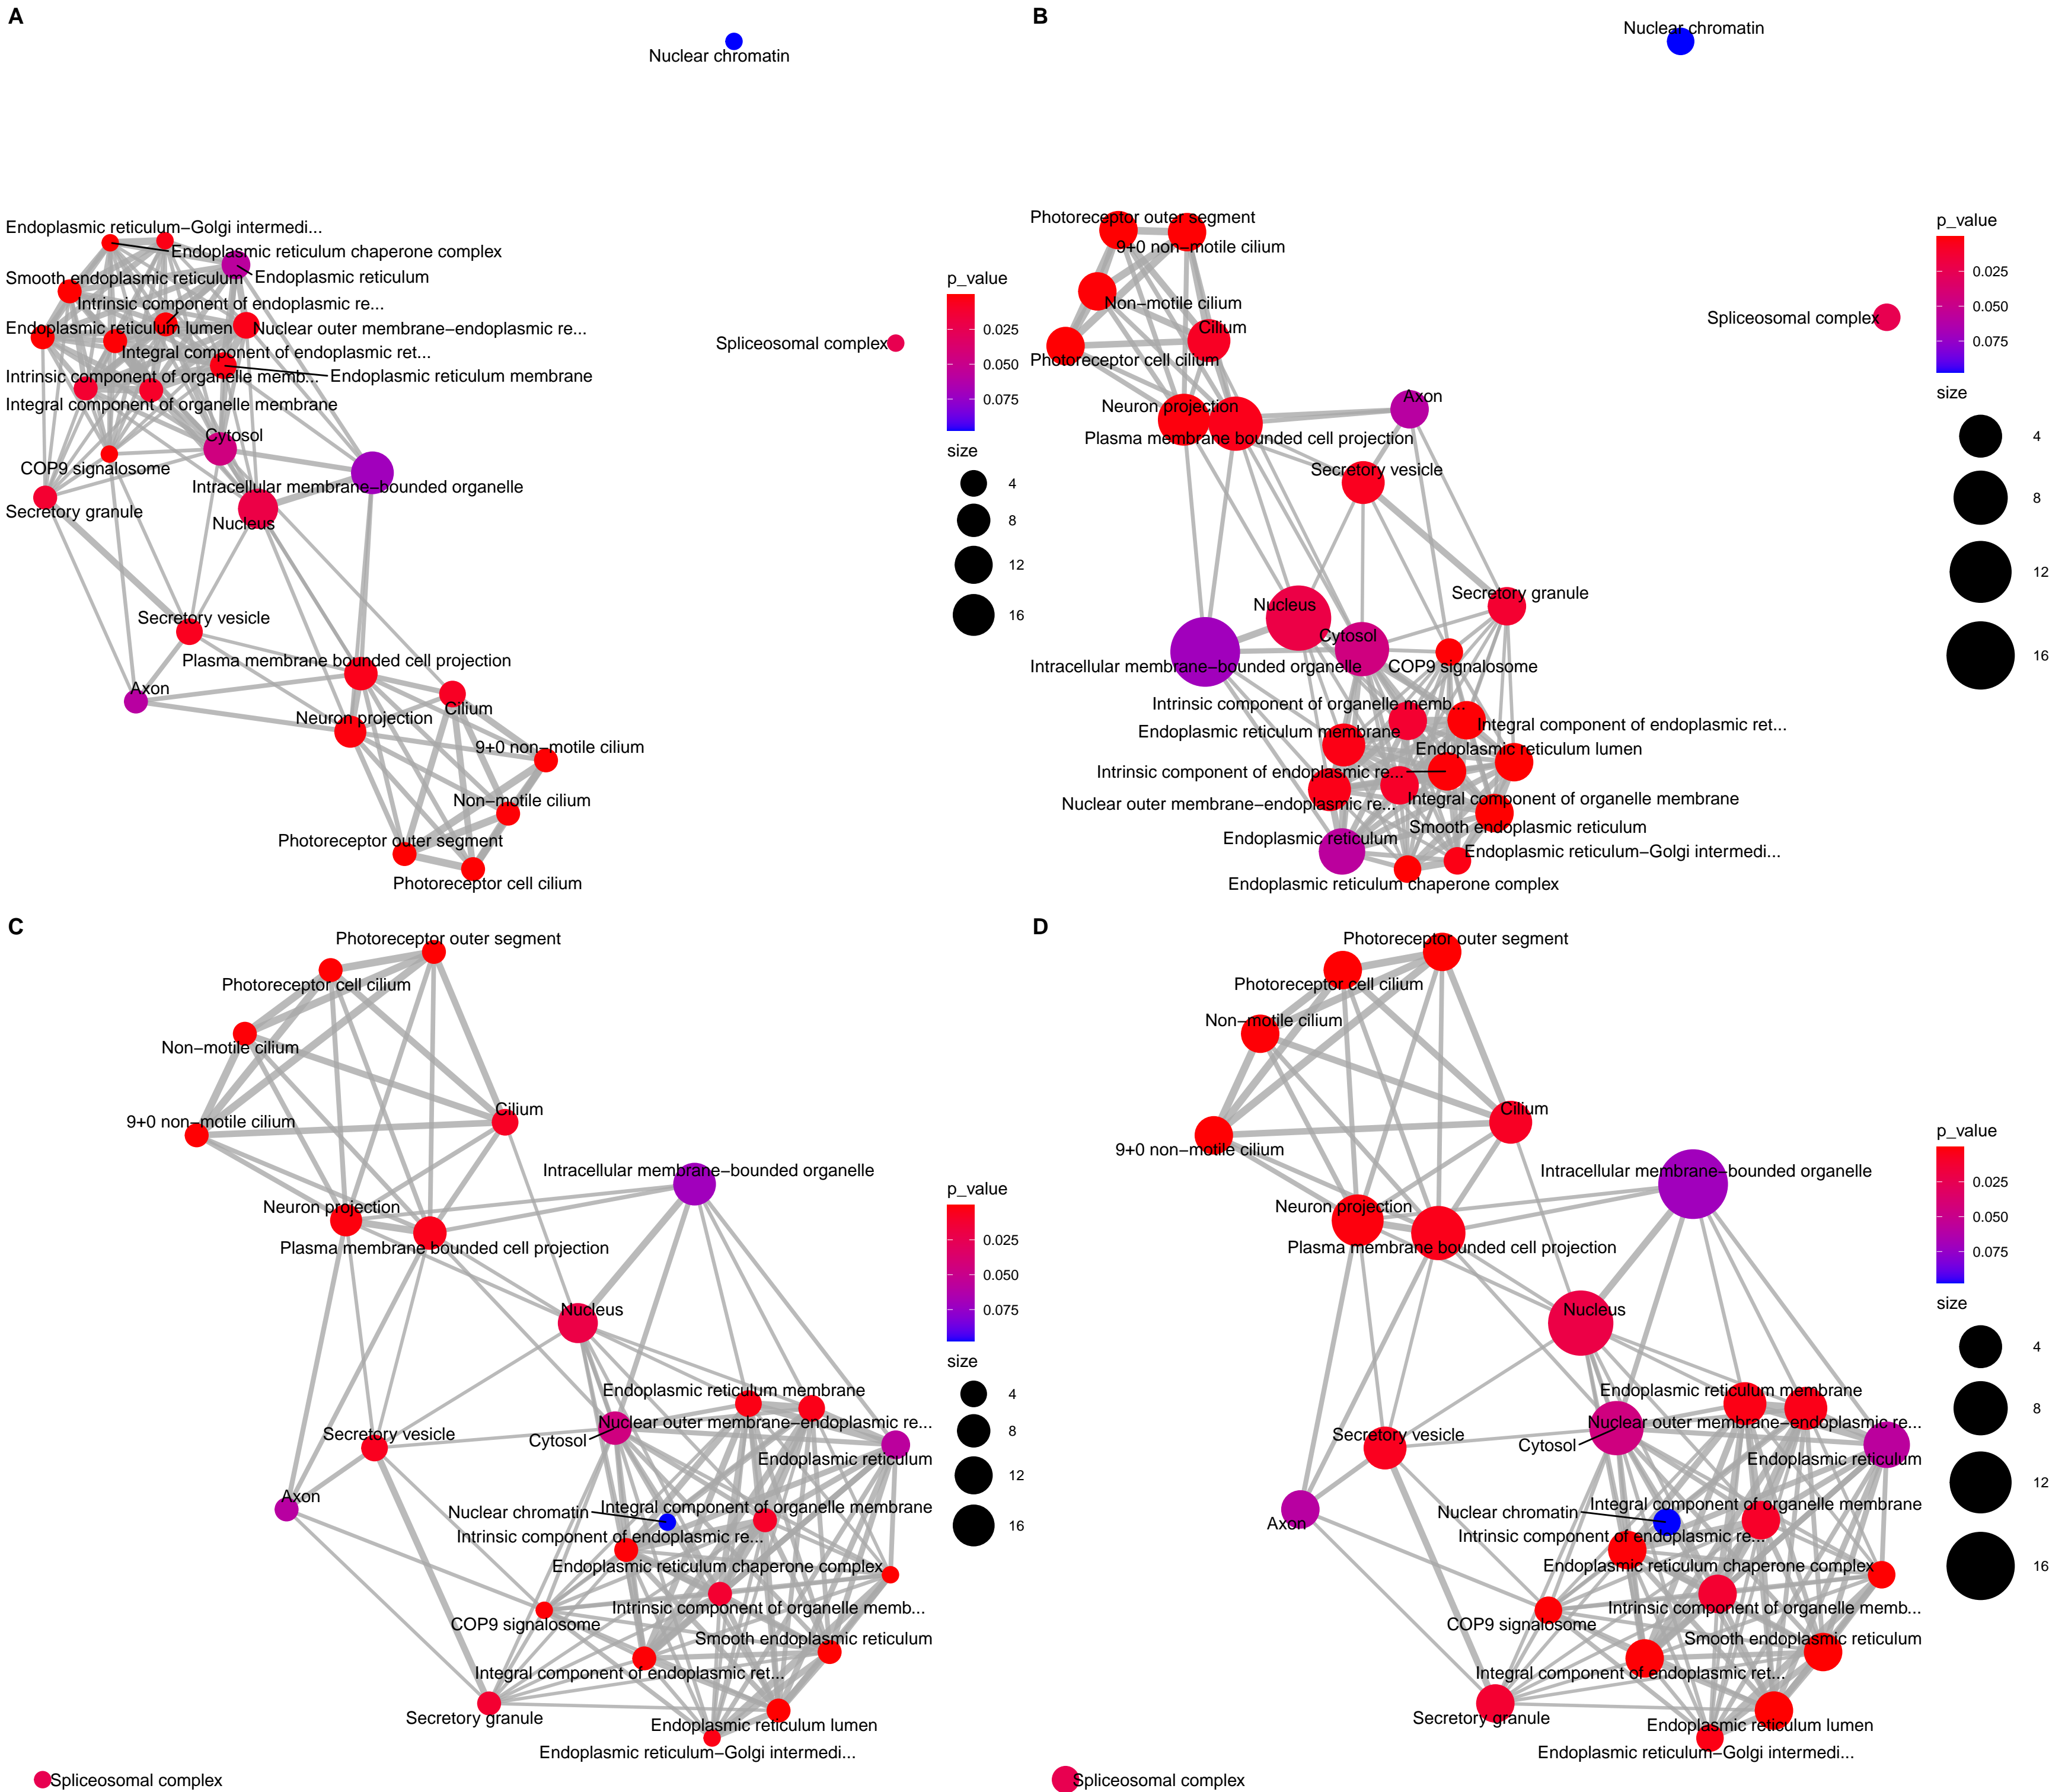 A
Nuclear chromatin
Endoplasmic reticulum−Golgi intermedi...
Endoplasmic reticulum chaperone complex
Smooth endoplasmic reticulum
Endoplasmic reticulum
Intrinsic component of endoplasmic re...
Endoplasmic reticulum lumen
Nuclear outer membrane−endoplasmic re...
Integral component of endoplasmic ret...
Intrinsic component of organelle memb...
Endoplasmic reticulum membrane
Integral component of organelle membrane
Cytosol
COP9 signalosome
Intracellular membrane−bounded organelle
Secretory granule
Nucleus
Secretory vesicle
Plasma membrane bounded cell projection
Axon
Cilium
Neuron projection
9+0 non−motile cilium
Non−motile cilium
Photoreceptor outer segment
Photoreceptor cell cilium
Spliceosomal complex
p_value
0.025
0.050
0.075
size
4
8
12
16
B
Nuclear chromatin
Photoreceptor outer segment
9+0 non−motile cilium
Non−motile cilium
Cilium
Photoreceptor cell cilium
Spliceosomal complex
Axon
Neuron projection
Plasma membrane bounded cell projection
Secretory vesicle
Secretory granule
Nucleus
Cytosol
Intracellular membrane−bounded organelle
COP9 signalosome
Intrinsic component of organelle memb...
Integral component of endoplasmic ret...
Endoplasmic reticulum membrane
Endoplasmic reticulum lumen
Intrinsic component of endoplasmic re...
Integral component of organelle membrane
Nuclear outer membrane−endoplasmic re...
Smooth endoplasmic reticulum
Endoplasmic reticulum
Endoplasmic reticulum−Golgi intermedi...
Endoplasmic reticulum chaperone complex
p_value
0.025
0.050
0.075
size
4
8
12
16
C
Photoreceptor outer segment
Photoreceptor cell cilium
Non−motile cilium
9+0 non−motile cilium
Cilium
Intracellular membrane−bounded organelle
Neuron projection
Plasma membrane bounded cell projection
Nucleus
Endoplasmic reticulum membrane
Nuclear outer membrane−endoplasmic re...
Secretory vesicle
Cytosol
Endoplasmic reticulum
Axon
Nuclear chromatin
Integral component of organelle membrane
Intrinsic component of endoplasmic re...
Endoplasmic reticulum chaperone complex
Intrinsic component of organelle memb...
COP9 signalosome
Smooth endoplasmic reticulum
Integral component of endoplasmic ret...
Secretory granule
Endoplasmic reticulum lumen
Endoplasmic reticulum−Golgi intermedi...
Spliceosomal complex
p_value
0.025
0.050
0.075
size
4
8
12
16
D
Photoreceptor outer segment
Photoreceptor cell cilium
Non−motile cilium
Cilium
9+0 non−motile cilium
Intracellular membrane−bounded organelle
Neuron projection
Plasma membrane bounded cell projection
Nucleus
Endoplasmic reticulum membrane
Nuclear outer membrane−endoplasmic re...
Secretory vesicle
Cytosol
Endoplasmic reticulum
Integral component of organelle membrane
Nuclear chromatin
Axon
Intrinsic component of endoplasmic re...
Endoplasmic reticulum chaperone complex
Intrinsic component of organelle memb...
COP9 signalosome
Smooth endoplasmic reticulum
Integral component of endoplasmic ret...
Secretory granule
Endoplasmic reticulum lumen
Endoplasmic reticulum−Golgi intermedi...
Spliceosomal complex
p_value
0.025
0.050
0.075
size
4
8
12
16